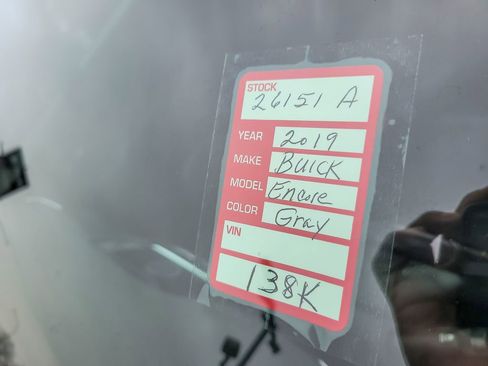 STOCK
26151 A
YEAR 2019
MAKE BUICK
MODEL Encore
COLOR Gray
VIN
138K